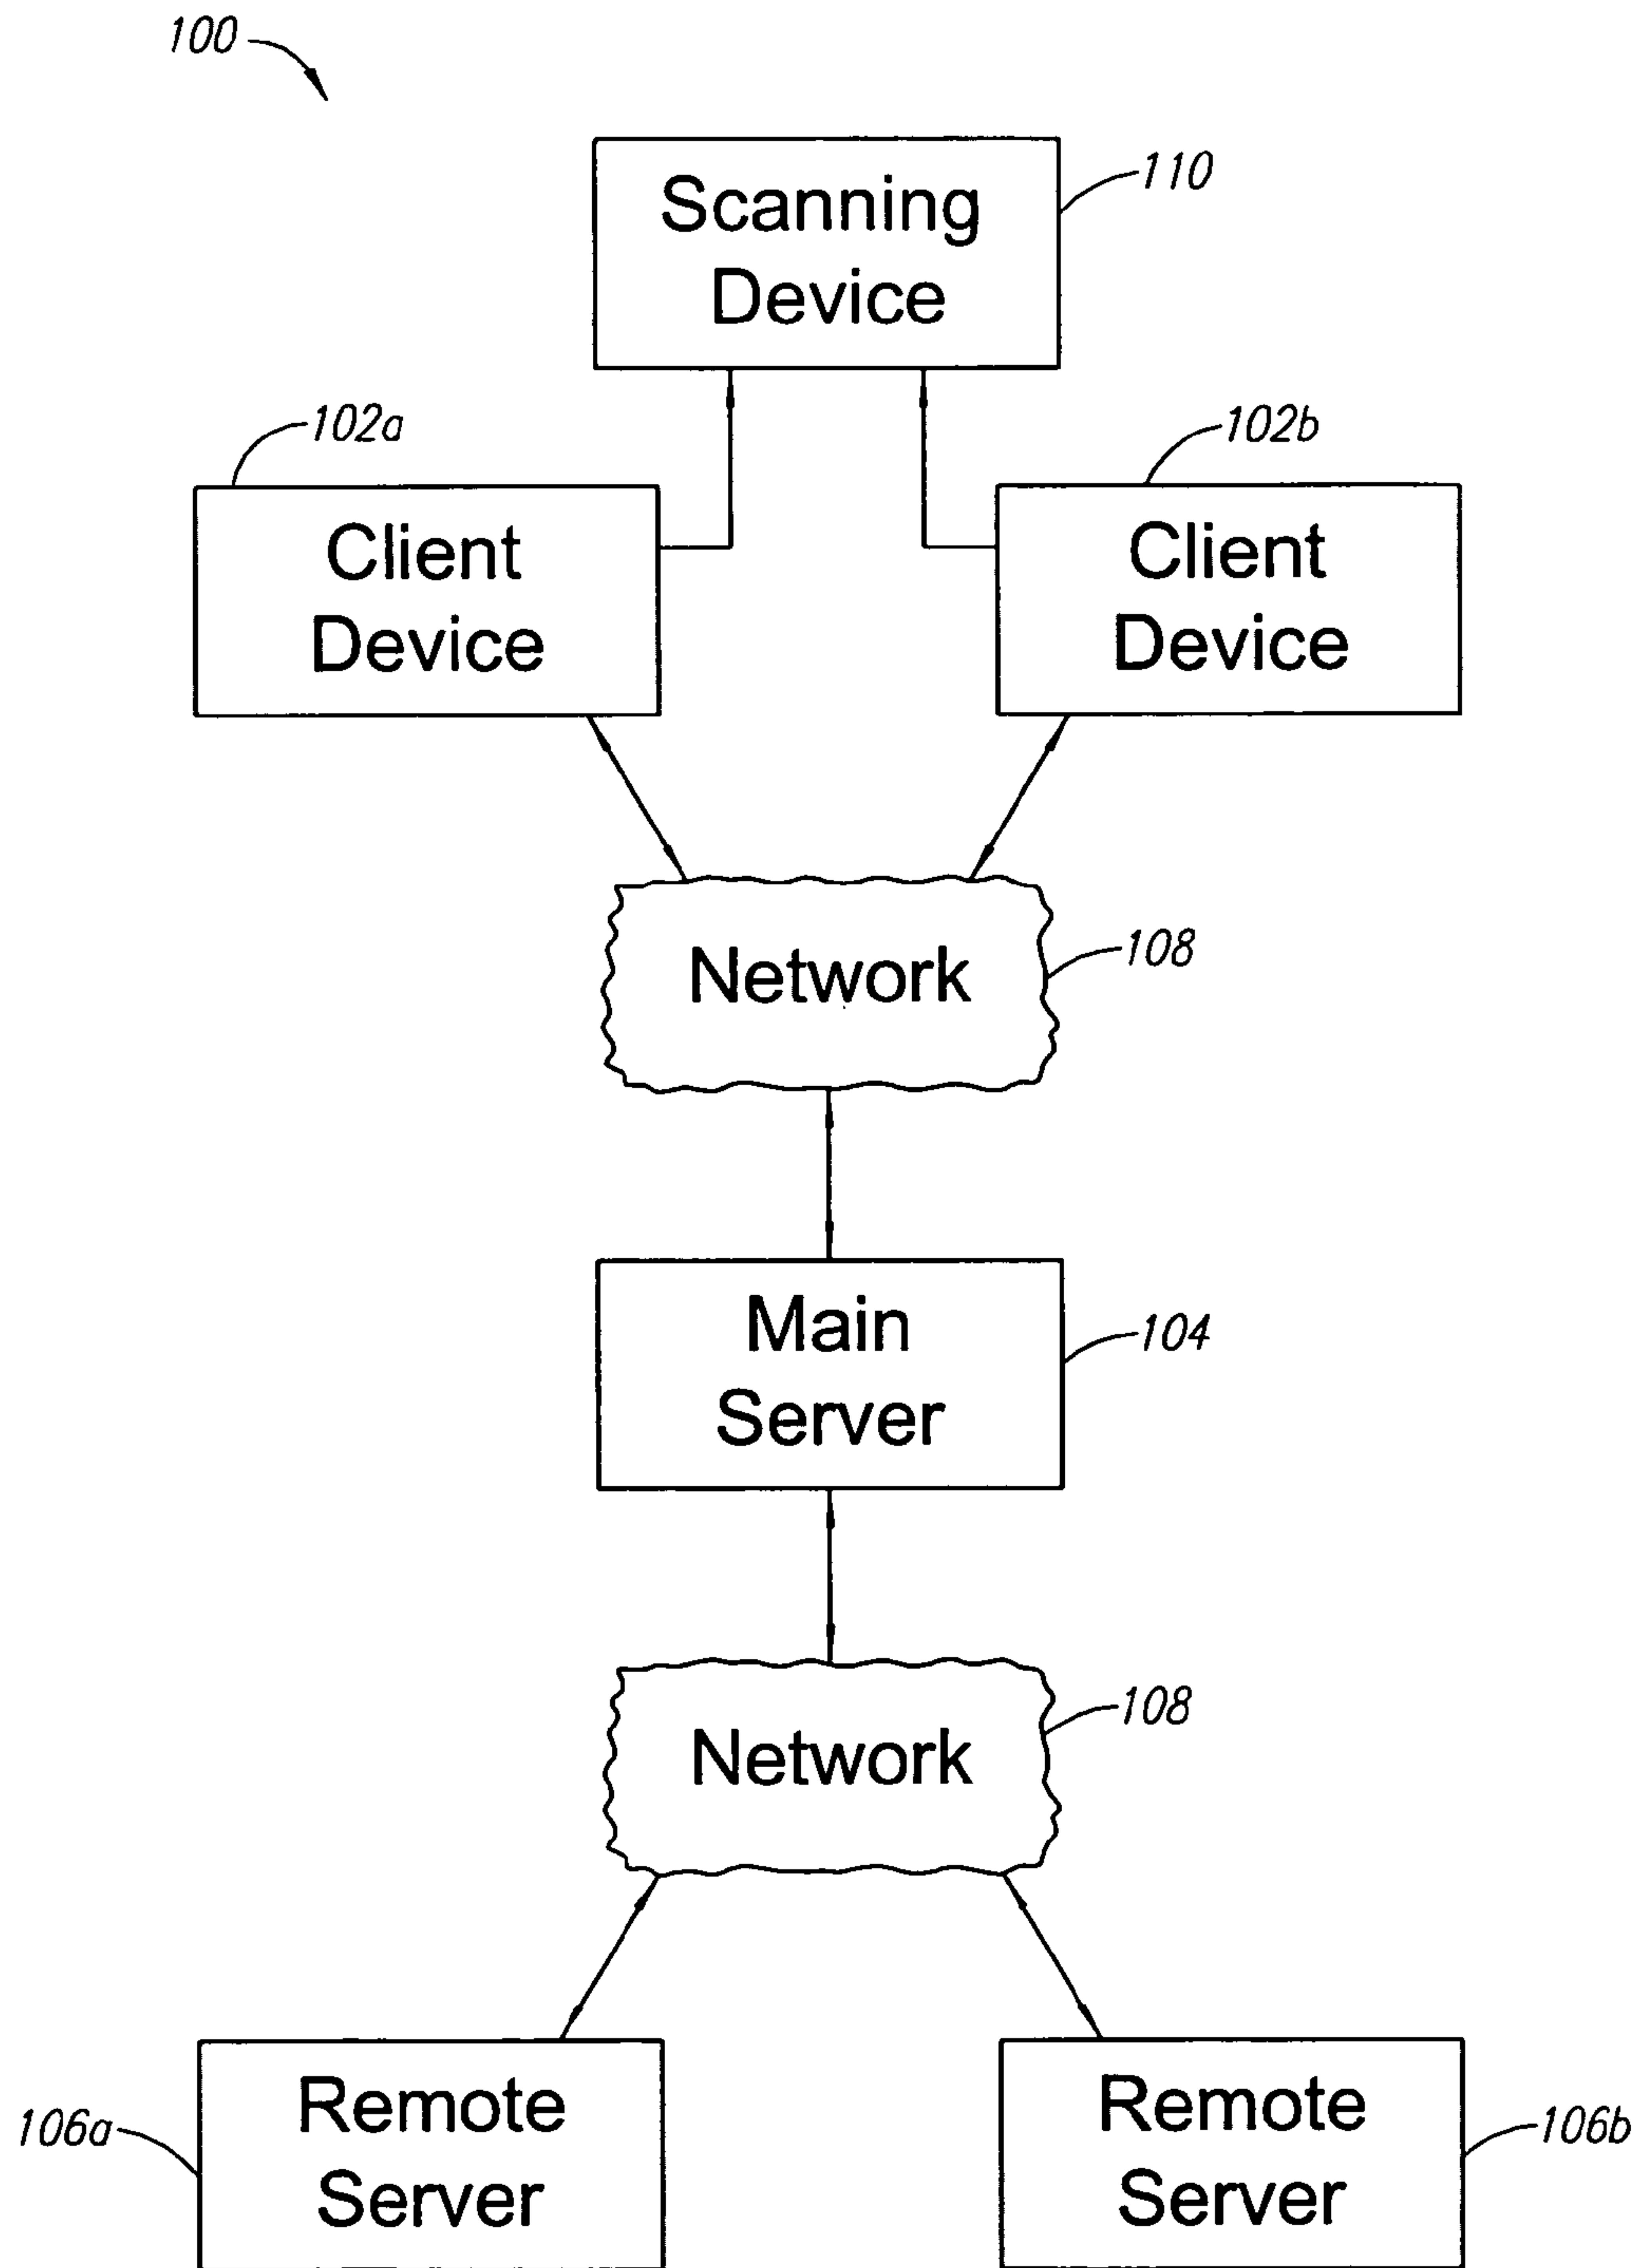 100
Scanning
Device
110
102a
102b
Client
Device
Client
Device
Network
108
Main
Server
104
Network
108
Remote
Server
106a
Remote
Server
106b